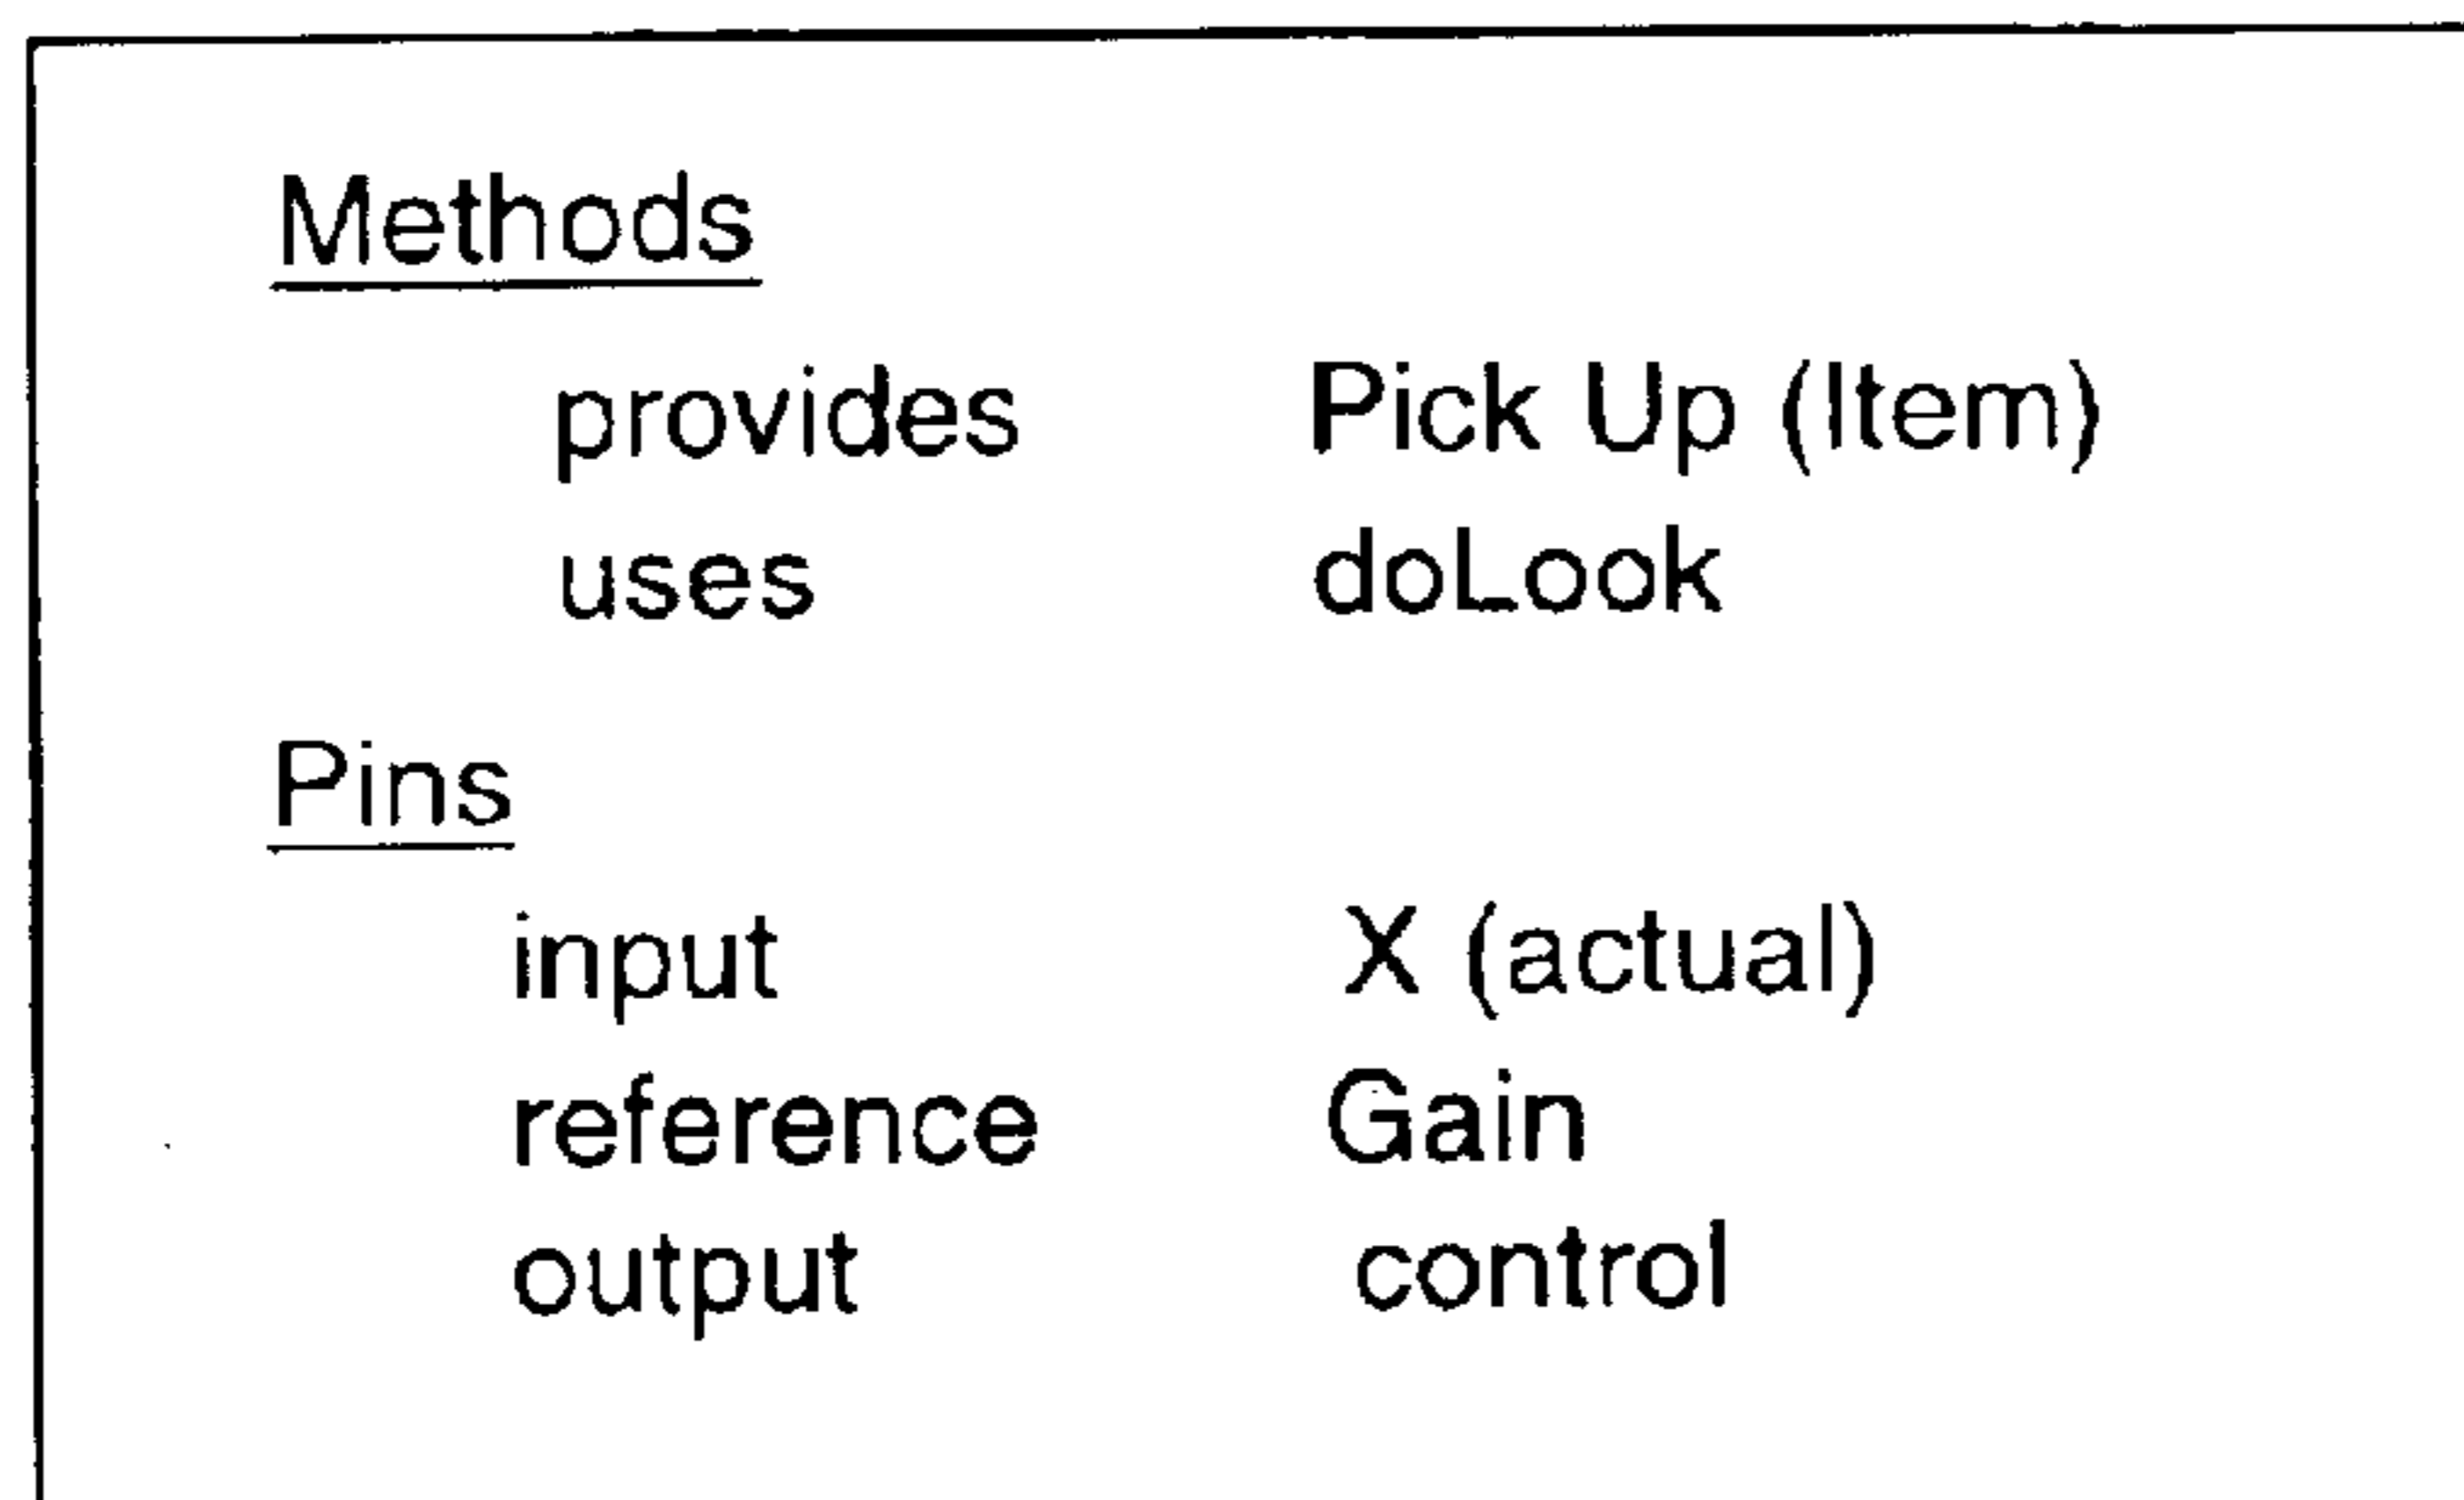 Methods
provides Pick Up (Item)
uses doLook
Pins
input X (actual)
reference Gain
output control